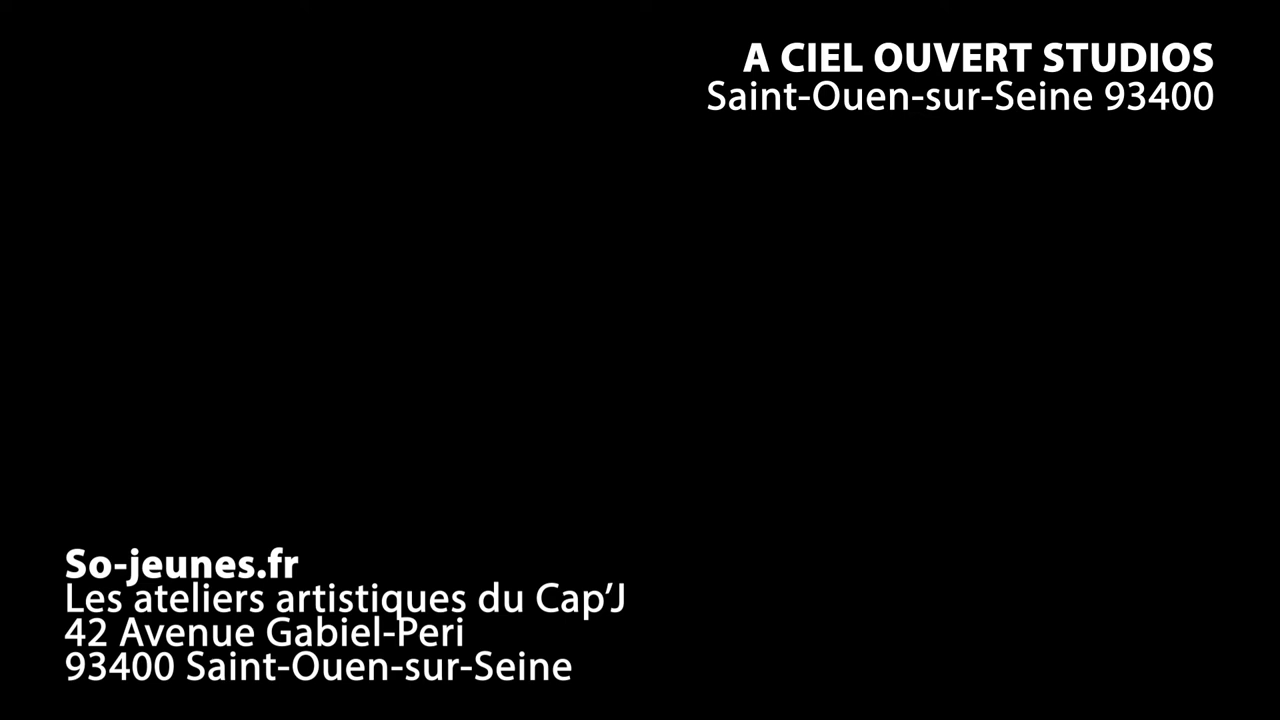 A CIEL OUVERT STUDIOS
Saint-Ouen-sur-Seine 93400
So-jeunes.fr
Les ateliers artistiques du Cap’J
42 Avenue Gabiel-Peri
93400 Saint-Ouen-sur-Seine